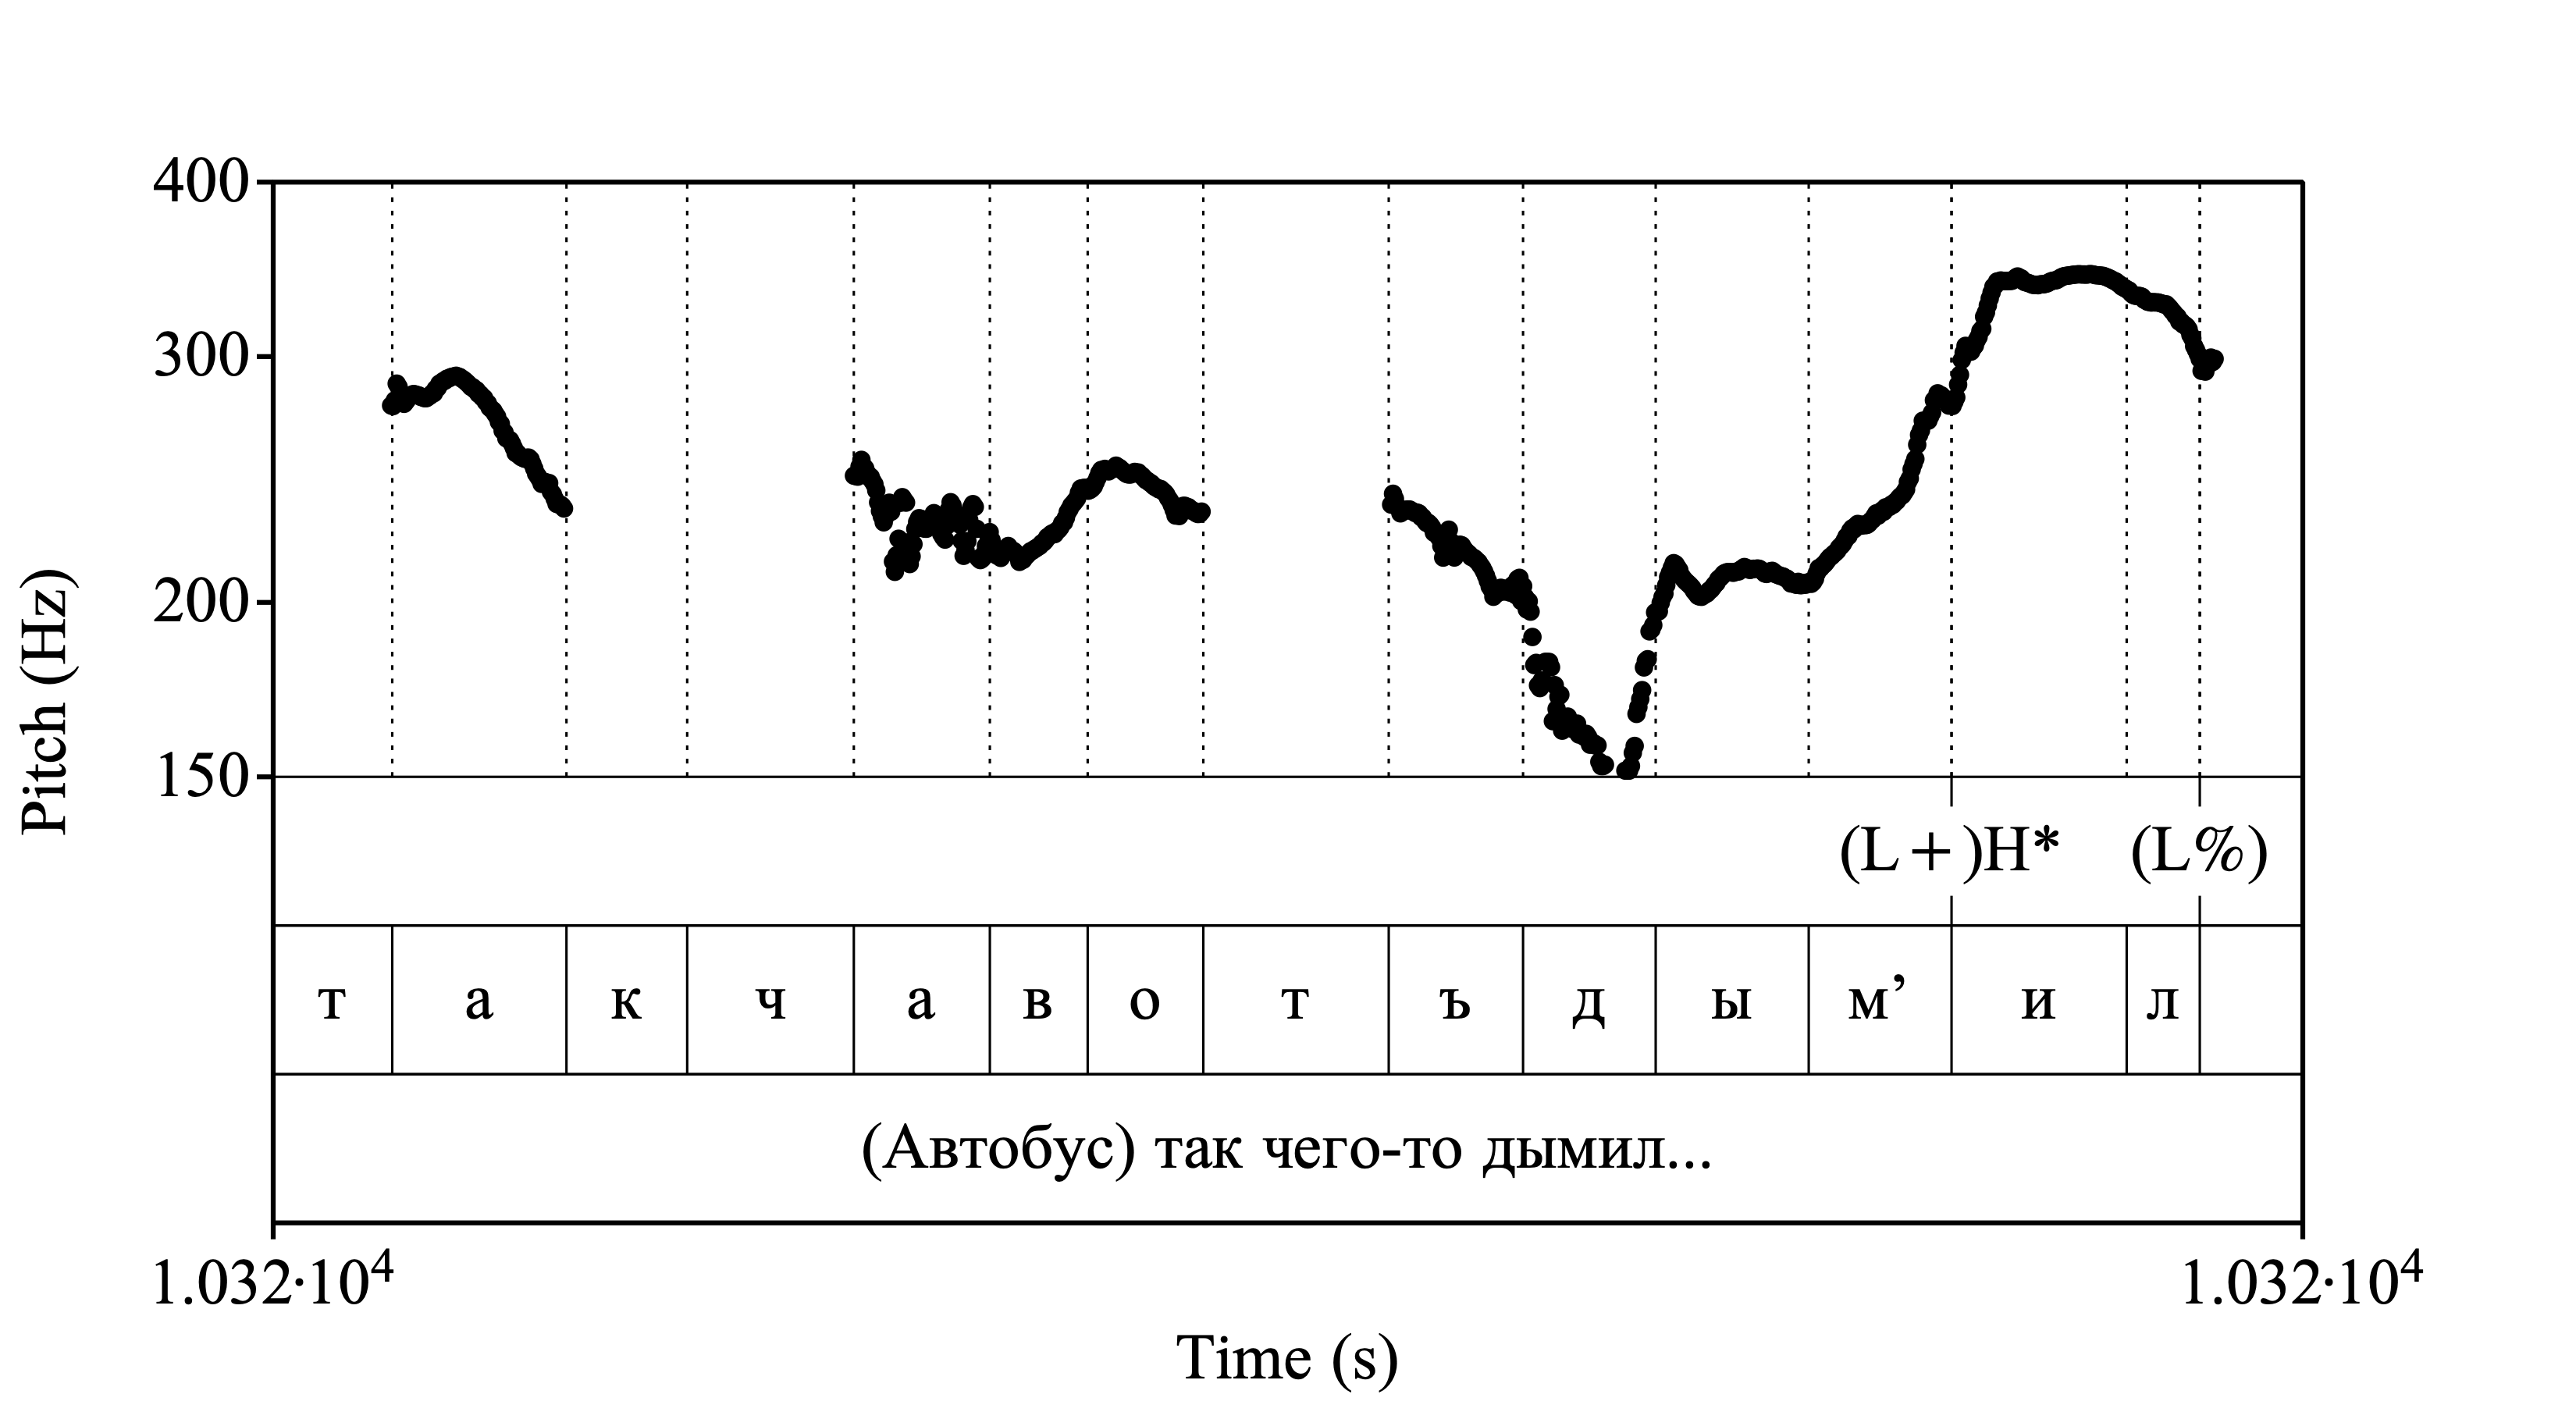 400
300
200
150
Pitch (Hz)
(L+)H* (L%)
т а к ч а в о т ъ д ы м’ и л
(Автобус) так чего-то дымил...
1.032·10⁴ 1.032·10⁴
Time (s)